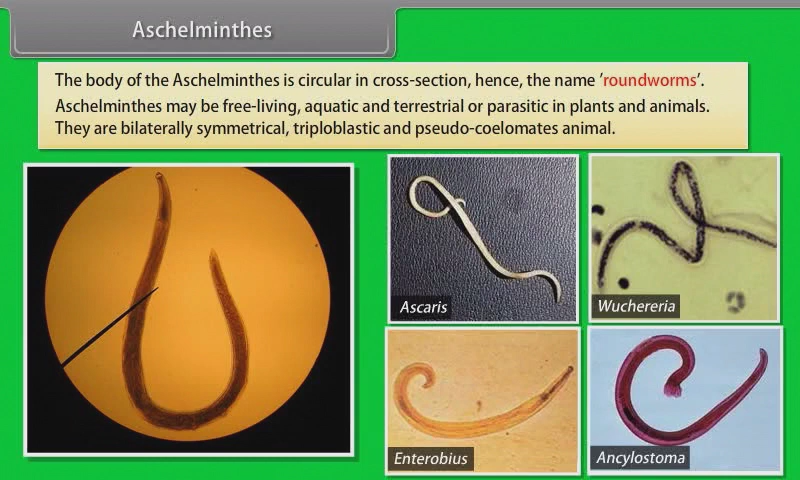 Aschelminthes
The body of the Aschelminthes is circular in cross-section, hence, the name 'roundworms'.
Aschelminthes may be free-living, aquatic and terrestrial or parasitic in plants and animals.
They are bilaterally symmetrical, triploblastic and pseudo-coelomates animal.
Ascaris
Wuchereria
Enterobius
Ancylostoma